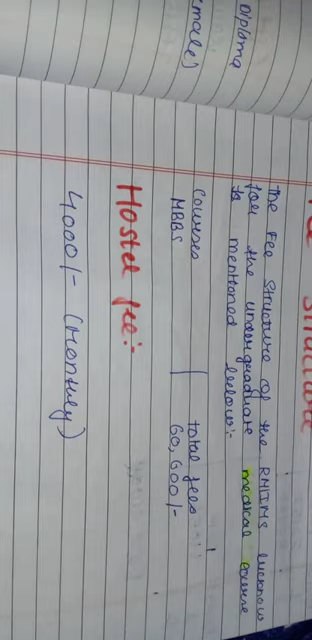 Diploma
emale)
Structure
The Fee Structure of the RMLIMS lucknow
for the undergraduate medical course
is mentioned below:-
Courses total fees
MBBS 60,600/-
Hostel fee:-
4000/- (Monthly)